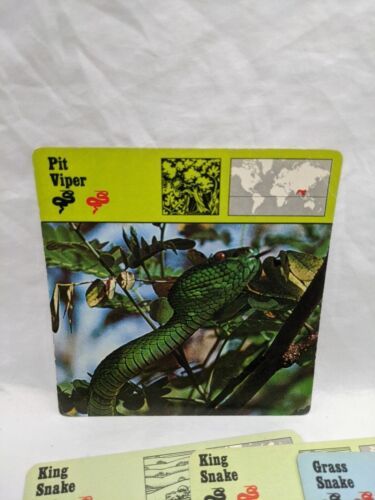 Pit
Viper
King
Snake
King
Snake
Grass
Snake